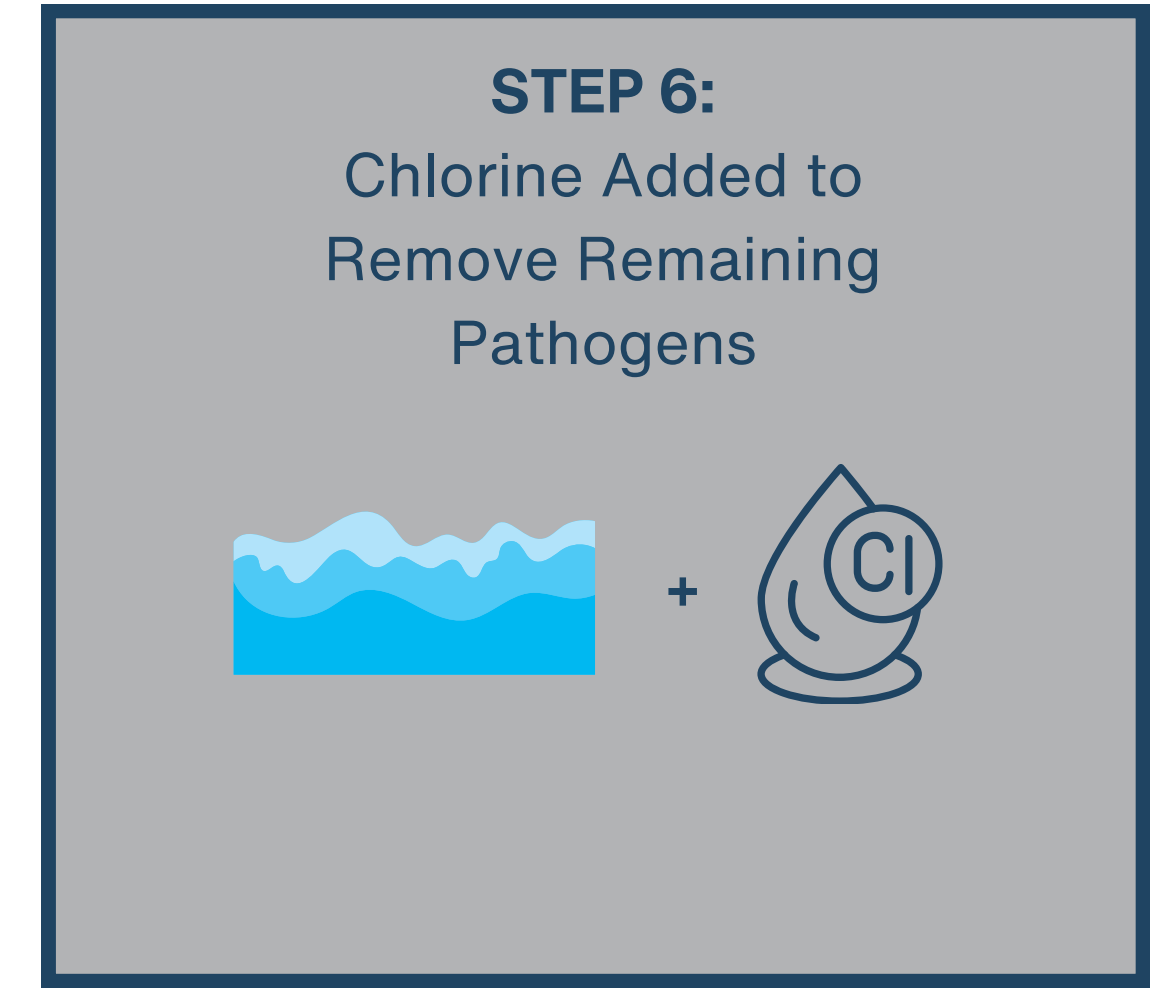 STEP 6:
Chlorine Added to
Remove Remaining
Pathogens
+
Cl